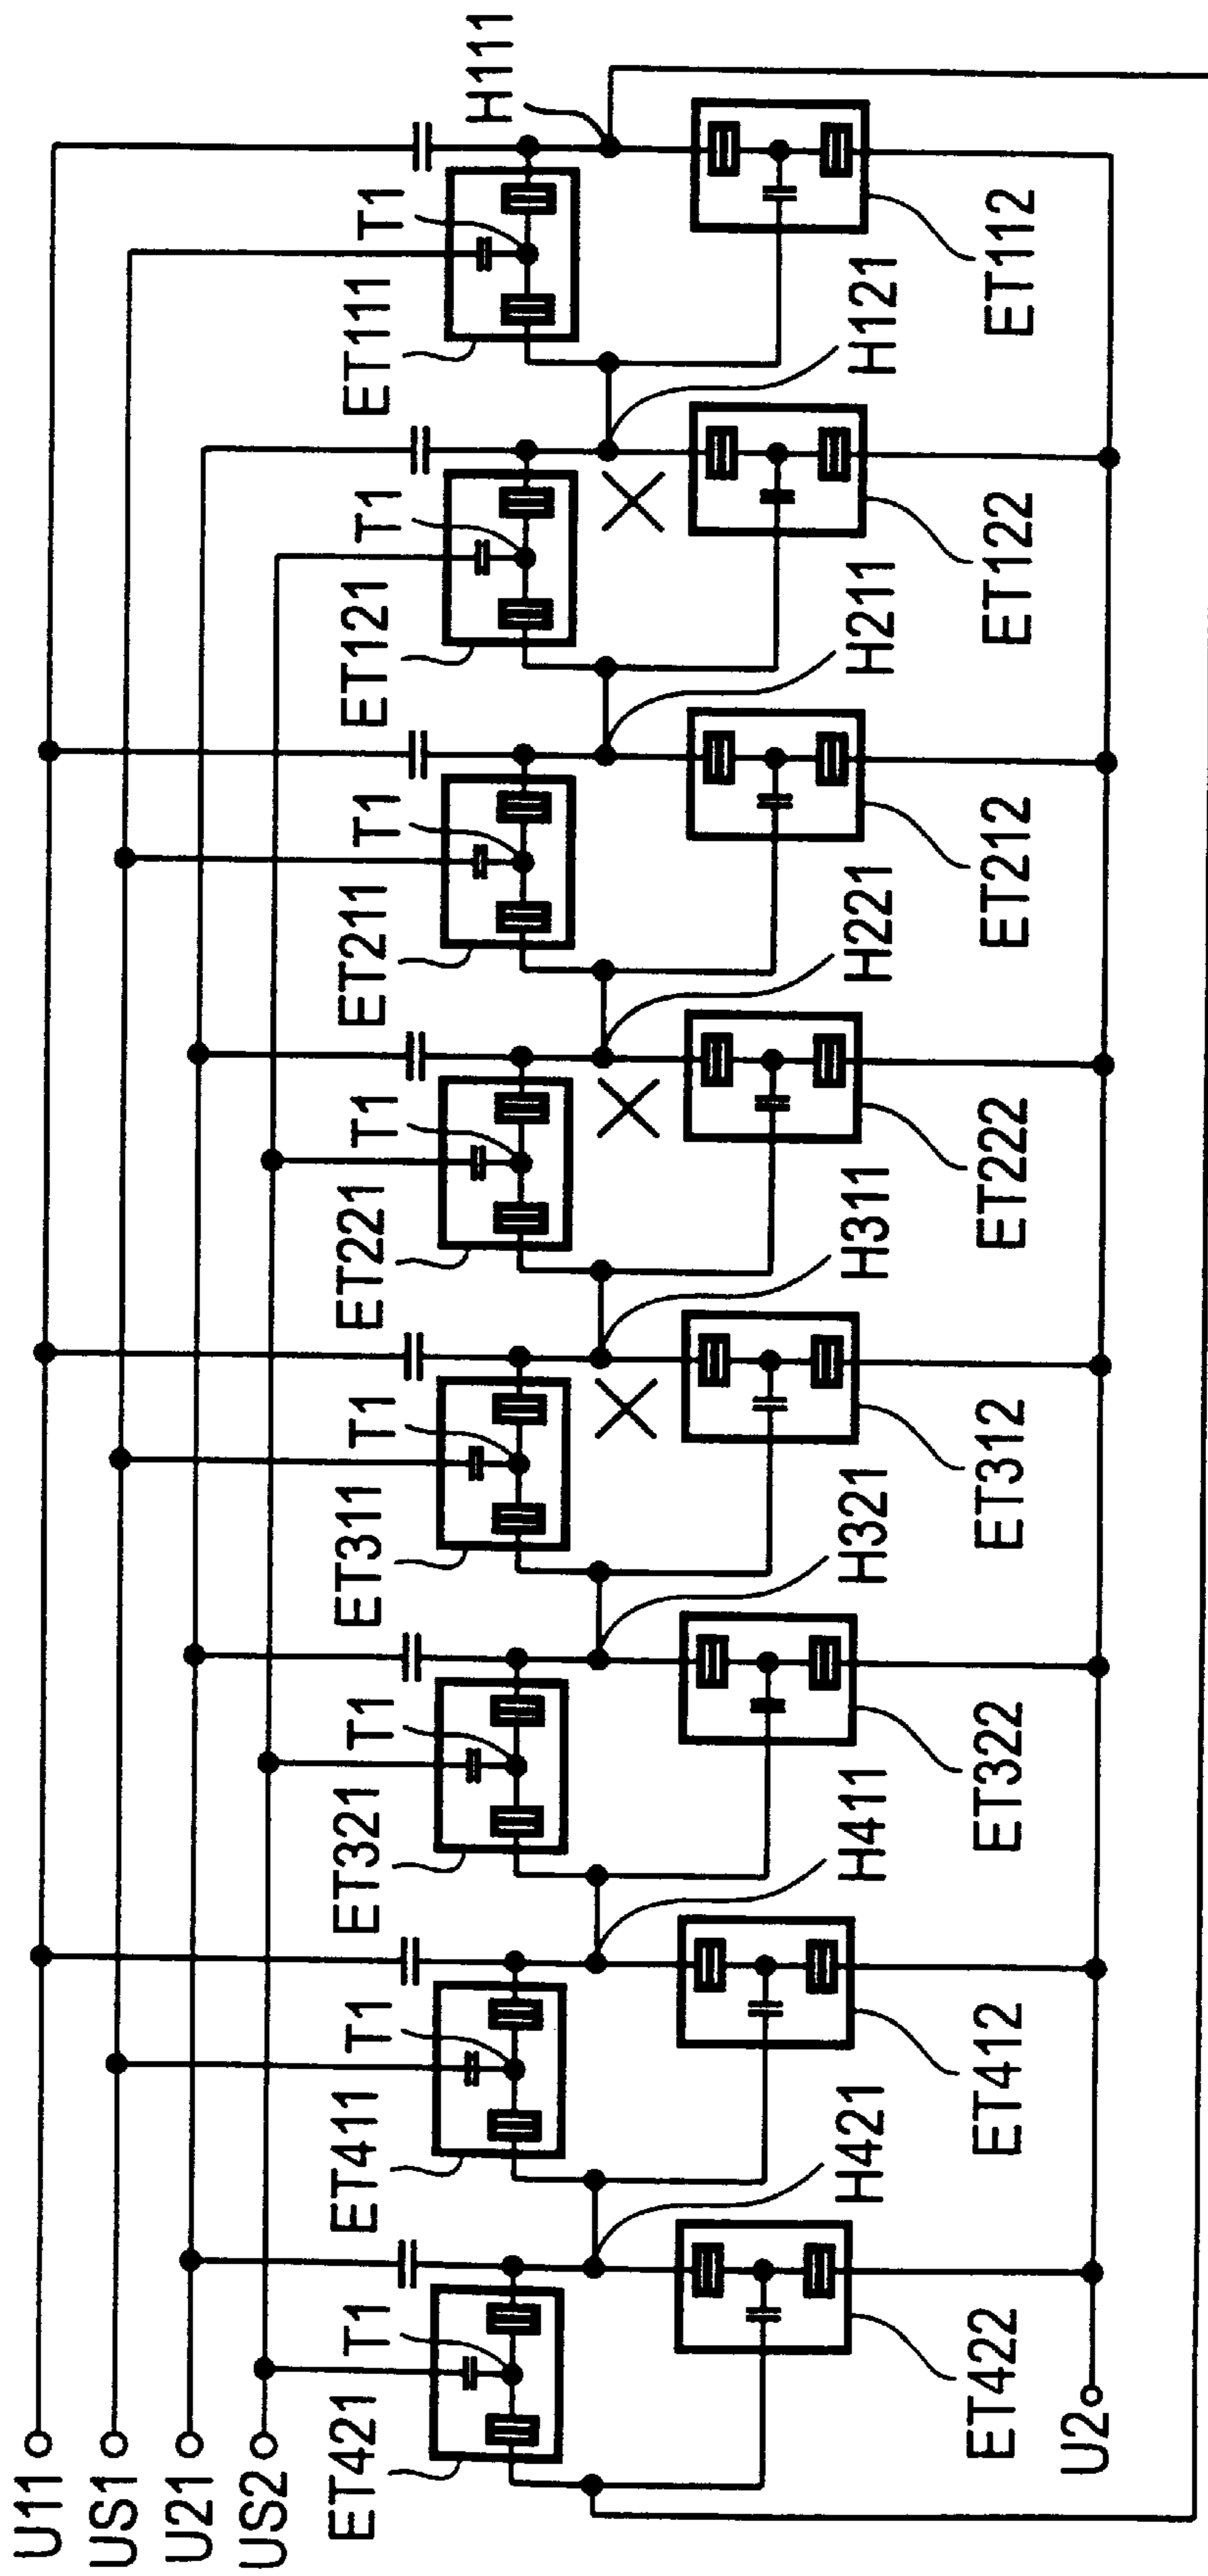 U11
US1
U21
US2
ET421
T1
ET411
T1
ET321
T1
ET311
T1
ET221
T1
ET211
T1
ET121
T1
ET111
T1
H111
H421
H411
H321
H311
H221
H211
H121
ET422
ET412
ET322
ET312
ET222
ET212
ET122
ET112
U2